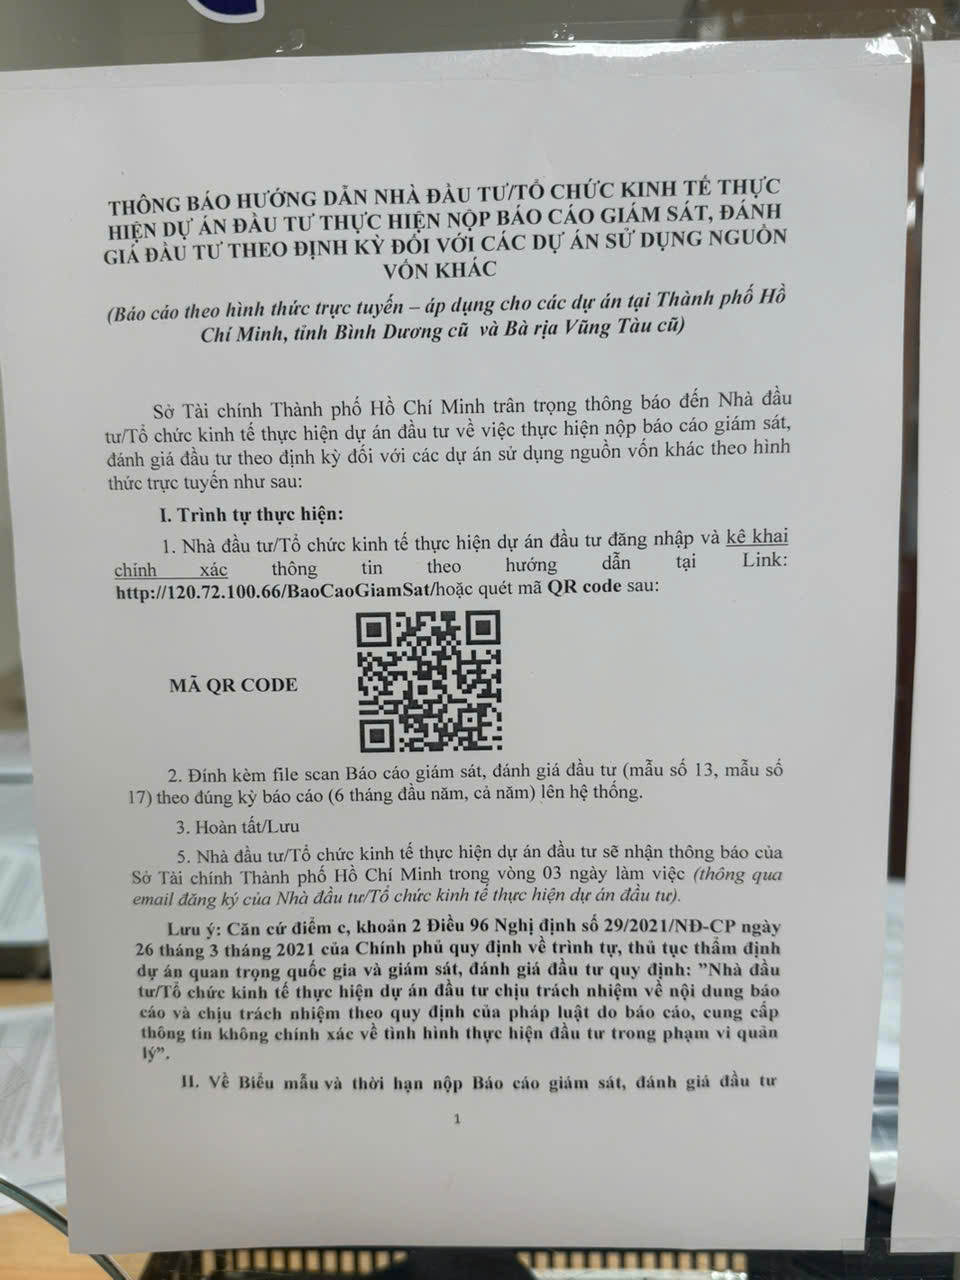 THÔNG BÁO HƯỚNG DẪN NHÀ ĐẦU TƯ/TỔ CHỨC KINH TẾ THỰC
HIỆN DỰ ÁN ĐẦU TƯ THỰC HIỆN NỘP BÁO CÁO GIÁM SÁT, ĐÁNH
GIÁ ĐẦU TƯ THEO ĐỊNH KỲ ĐỐI VỚI CÁC DỰ ÁN SỬ DỤNG NGUỒN
VỐN KHÁC
(Báo cáo theo hình thức trực tuyến – áp dụng cho các dự án tại Thành phố Hồ
Chí Minh, tỉnh Bình Dương cũ và Bà rịa Vũng Tàu cũ)
Sở Tài chính Thành phố Hồ Chí Minh trân trọng thông báo đến Nhà đầu
tư/Tổ chức kinh tế thực hiện dự án đầu tư về việc thực hiện nộp báo cáo giám sát,
đánh giá đầu tư theo định kỳ đối với các dự án sử dụng nguồn vốn khác theo hình
thức trực tuyến như sau:
I. Trình tự thực hiện:
1. Nhà đầu tư/Tổ chức kinh tế thực hiện dự án đầu tư đăng nhập và kê khai
chính xác thông tin theo hướng dẫn tại Link:
http://120.72.100.66/BaoCaoGiamSat/hoặc quét mã QR code sau:
MÃ QR CODE
2. Đính kèm file scan Báo cáo giám sát, đánh giá đầu tư (mẫu số 13, mẫu số
17) theo đúng kỳ báo cáo (6 tháng đầu năm, cả năm) lên hệ thống.
3. Hoàn tất/Lưu
5. Nhà đầu tư/Tổ chức kinh tế thực hiện dự án đầu tư sẽ nhận thông báo của
Sở Tài chính Thành phố Hồ Chí Minh trong vòng 03 ngày làm việc (thông qua
email đăng ký của Nhà đầu tư/Tổ chức kinh tế thực hiện dự án đầu tư).
Lưu ý: Căn cứ điểm c, khoản 2 Điều 96 Nghị định số 29/2021/NĐ-CP ngày
26 tháng 3 tháng 2021 của Chính phủ quy định về trình tự, thủ tục thẩm định
dự án quan trọng quốc gia và giám sát, đánh giá đầu tư quy định: ”Nhà đầu
tư/Tổ chức kinh tế thực hiện dự án đầu tư chịu trách nhiệm về nội dung báo
cáo và chịu trách nhiệm theo quy định của pháp luật do báo cáo, cung cấp
thông tin không chính xác về tình hình thực hiện đầu tư trong phạm vi quản
lý”.
II. Về Biểu mẫu và thời hạn nộp Báo cáo giám sát, đánh giá đầu tư
1